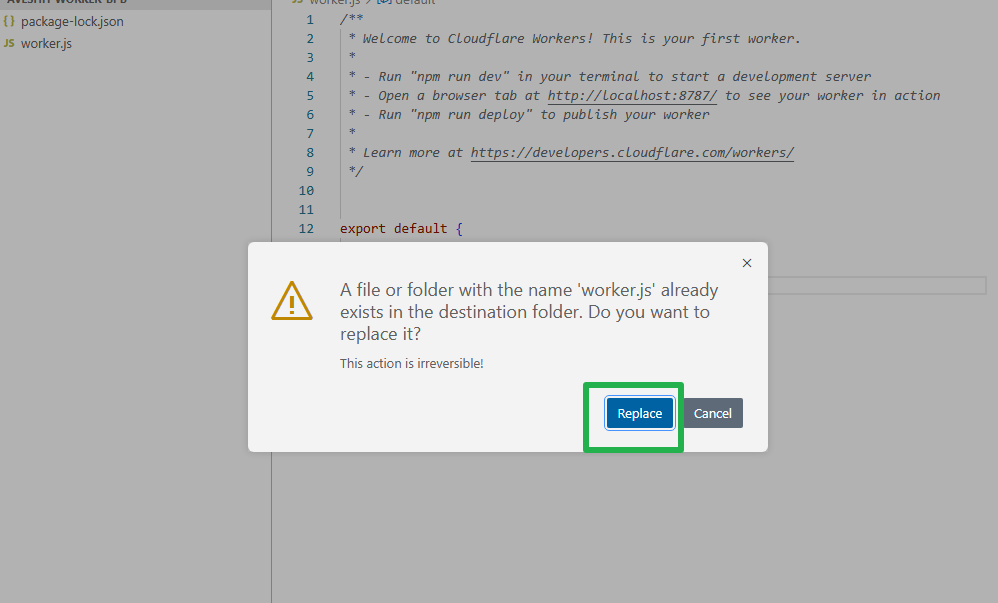 {} package-lock.json
JS worker.js
1 /**
2 * Welcome to Cloudflare Workers! This is your first worker.
3 *
4 * - Run "npm run dev" in your terminal to start a development server
5 * - Open a browser tab at http://localhost:8787/ to see your worker in action
6 * - Run "npm run deploy" to publish your worker
7 *
8 * Learn more at https://developers.cloudflare.com/workers/
9 */
10
11
12 export default {
A file or folder with the name 'worker.js' already
exists in the destination folder. Do you want to
replace it?
This action is irreversible!
Replace Cancel